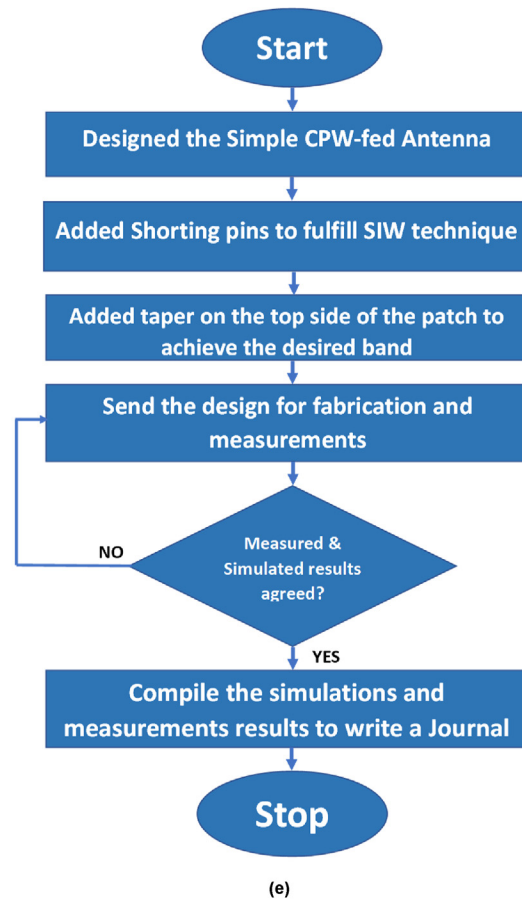 Start
Designed the Simple CPW-fed Antenna
Added Shorting pins to fulfill SIW technique
Added taper on the top side of the patch to
achieve the desired band
Send the design for fabrication and
measurements
NO
Measured &
Simulated results
agreed?
YES
Compile the simulations and
measurements results to write a Journal
Stop
(e)